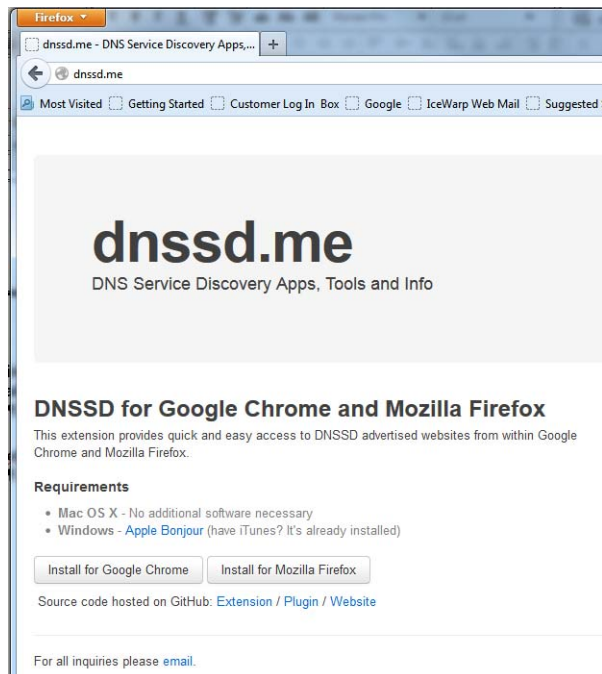 Firefox
dnssd.me - DNS Service Discovery Apps,...
dnssd.me
Most Visited Getting Started Customer Log In Box Google IceWarp Web Mail Suggested
dnssd.me
DNS Service Discovery Apps, Tools and Info
DNSSD for Google Chrome and Mozilla Firefox
This extension provides quick and easy access to DNSSD advertised websites from within Google
Chrome and Mozilla Firefox.
Requirements
Mac OS X - No additional software necessary
Windows - Apple Bonjour (have iTunes? It's already installed)
Install for Google Chrome Install for Mozilla Firefox
Source code hosted on GitHub: Extension / Plugin / Website
For all inquiries please email.